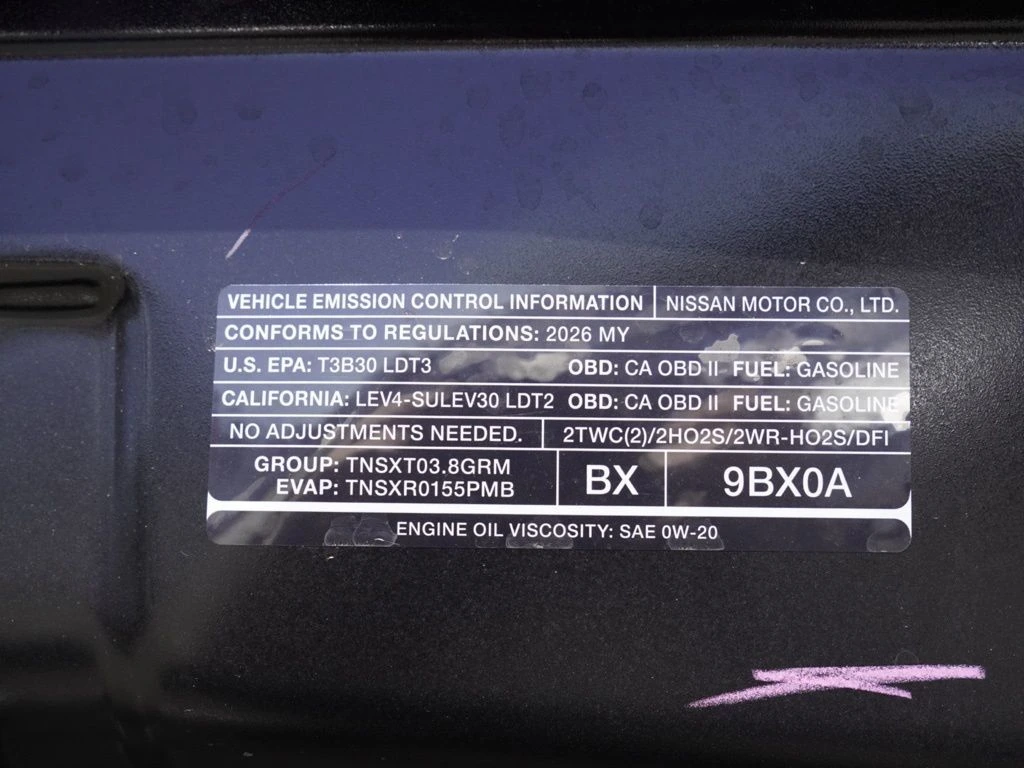 VEHICLE EMISSION CONTROL INFORMATION NISSAN MOTOR CO., LTD.
CONFORMS TO REGULATIONS: 2026 MY
U.S. EPA: T3B30 LDT3 OBD: CA OBD II FUEL: GASOLINE
CALIFORNIA: LEV4-SULEV30 LDT2 OBD: CA OBD II FUEL: GASOLINE
NO ADJUSTMENTS NEEDED. 2TWC(2)/2HO2S/2WR-HO2S/DFI
GROUP: TNSXT03.8GRM
EVAP: TNSXR0155PMB
BX
9BX0A
ENGINE OIL VISCOSITY: SAE 0W-20